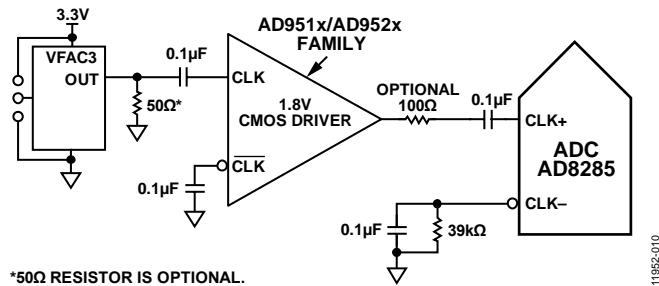 3.3V
VFAC3
OUT
50Ω*
0.1µF
AD951x/AD952x
FAMILY
CLK
1.8V
CMOS DRIVER
CLK
0.1µF
OPTIONAL
100Ω
0.1µF
CLK+
ADC
AD8285
CLK–
0.1µF
39kΩ
*50Ω RESISTOR IS OPTIONAL.
11952-010